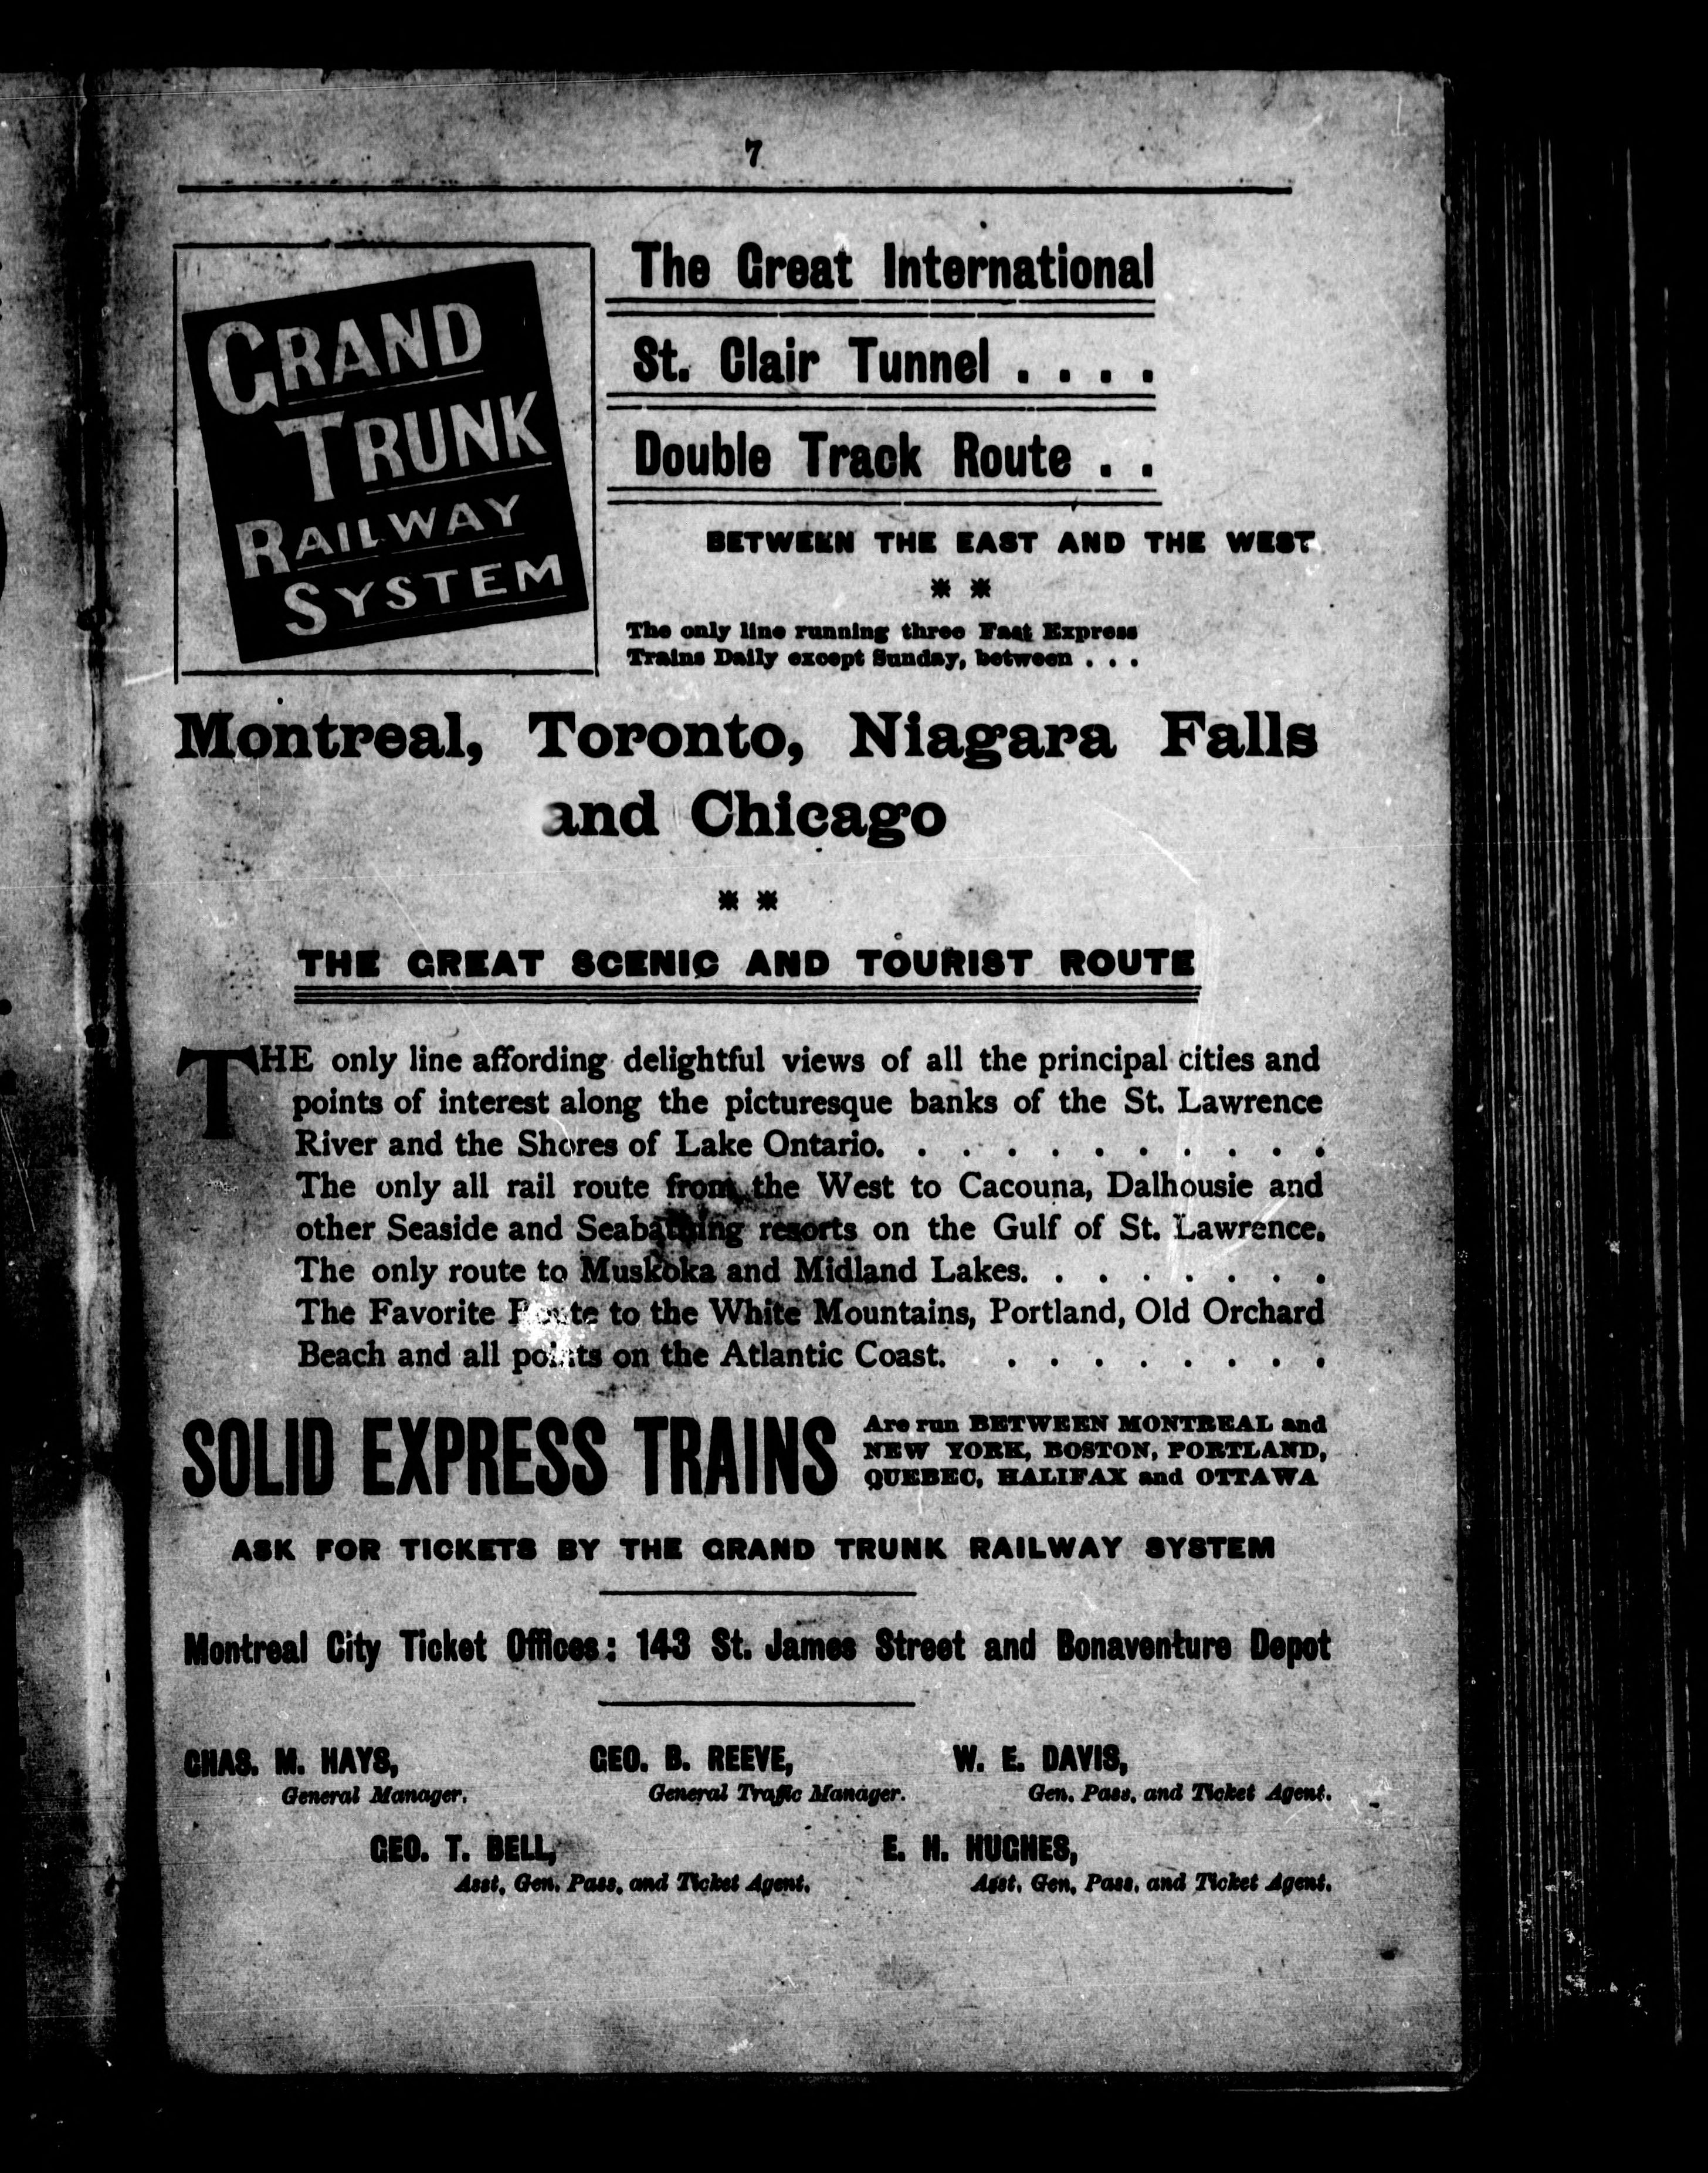 7
GRAND
TRUNK
RAILWAY
SYSTEM
The Great International
St. Clair Tunnel . . . .
Double Track Route . .
BETWEEN THE EAST AND THE WEST
* *
The only line running three Fast Express
Trains Daily except Sunday, between . . .
Montreal, Toronto, Niagara Falls
and Chicago
* *
THE GREAT SCENIC AND TOURIST ROUTE
THE only line affording delightful views of all the principal cities and
points of interest along the picturesque banks of the St. Lawrence
River and the Shores of Lake Ontario. . . . . . . . . . .
The only all rail route from the West to Cacouna, Dalhousie and
other Seaside and Seabathing resorts on the Gulf of St. Lawrence.
The only route to Muskoka and Midland Lakes. . . . . . . .
The Favorite Route to the White Mountains, Portland, Old Orchard
Beach and all points on the Atlantic Coast. . . . . . . . .
SOLID EXPRESS TRAINS
Are run BETWEEN MONTREAL and
NEW YORK, BOSTON, PORTLAND,
QUEBEC, HALIFAX and OTTAWA
ASK FOR TICKETS BY THE GRAND TRUNK RAILWAY SYSTEM
Montreal City Ticket Offices: 143 St. James Street and Bonaventure Depot
CHAS. M. HAYS,
General Manager.
GEO. B. REEVE,
General Traffic Manager.
W. E. DAVIS,
Gen. Pass. and Ticket Agent.
GEO. T. BELL,
Asst. Gen. Pass. and Ticket Agent.
E. H. HUGHES,
Asst. Gen. Pass. and Ticket Agent.